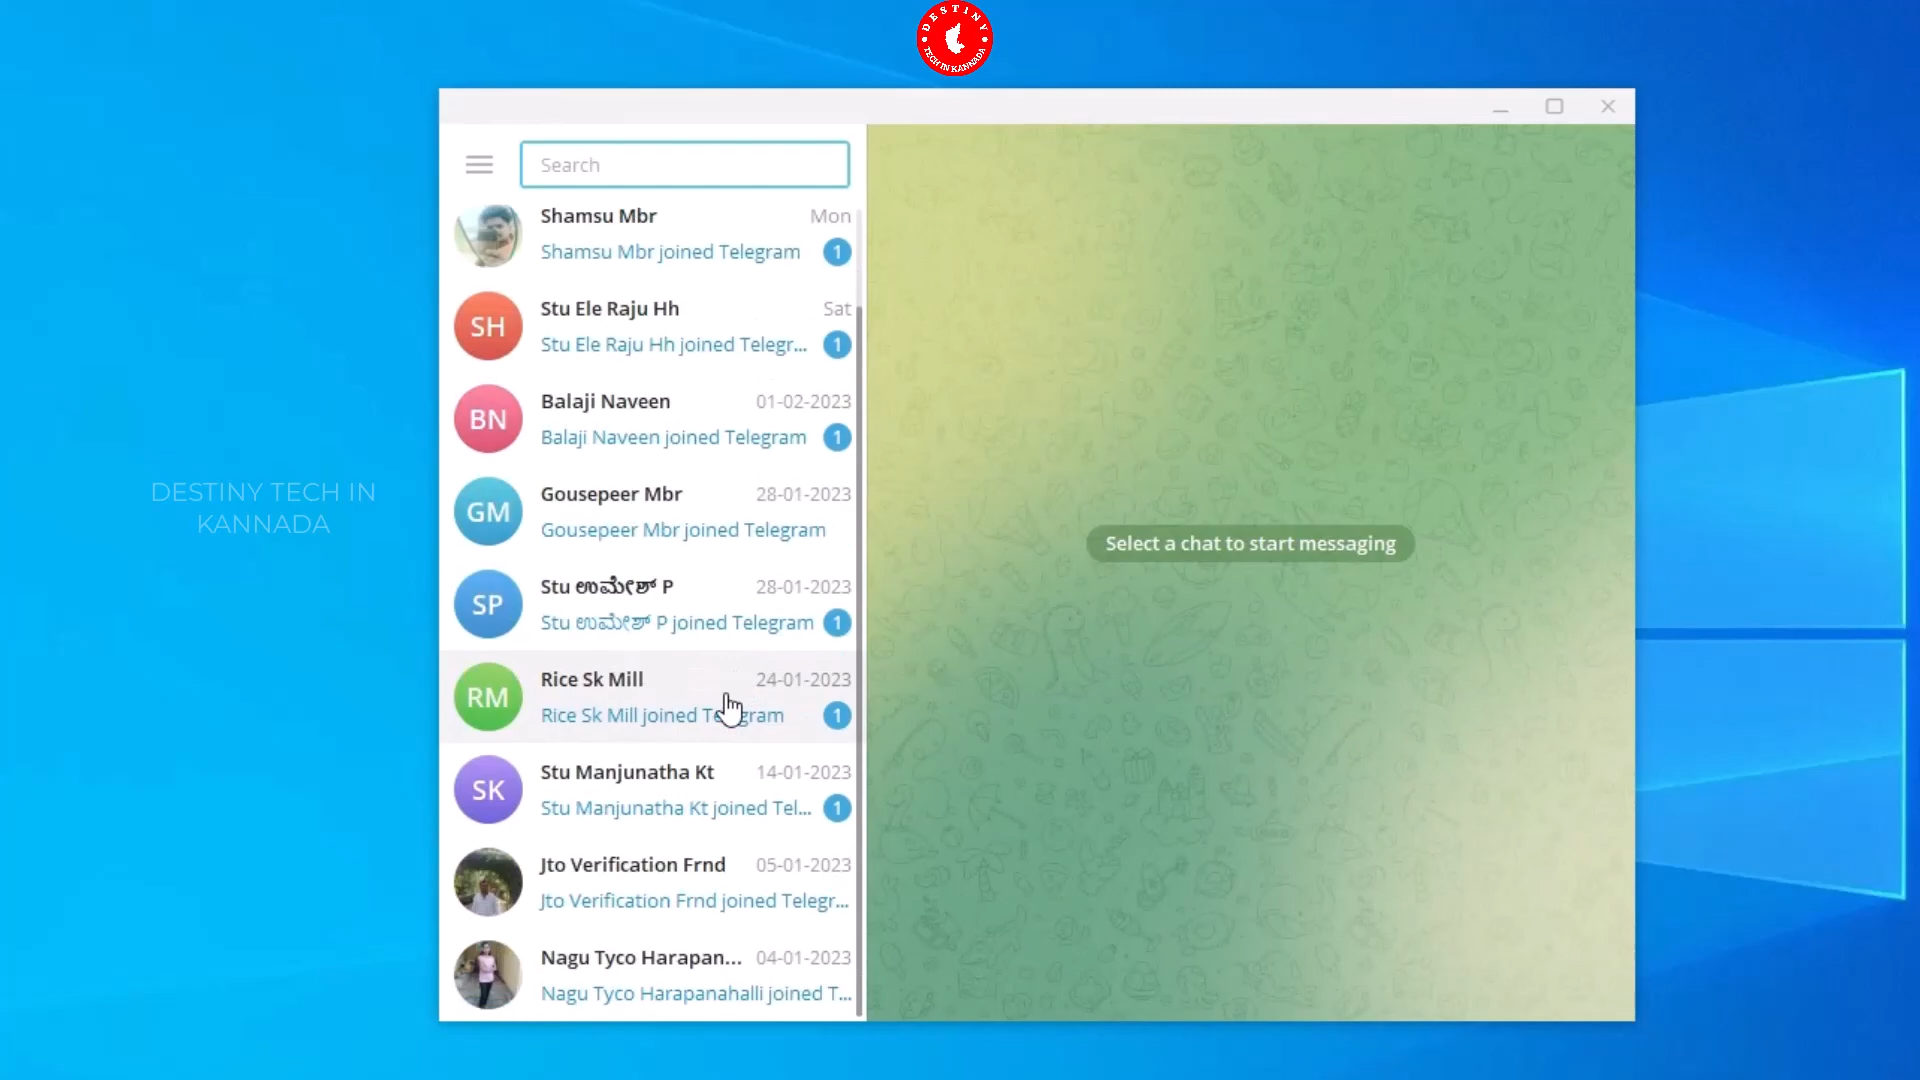 DESTINY
TECH IN KANNADA
Search
Shamsu Mbr Mon
Shamsu Mbr joined Telegram 1
SH Stu Ele Raju Hh Sat
Stu Ele Raju Hh joined Telegr... 1
BN Balaji Naveen 01-02-2023
Balaji Naveen joined Telegram 1
DESTINY TECH IN
KANNADA
GM Gousepeer Mbr 28-01-2023
Gousepeer Mbr joined Telegram
Select a chat to start messaging
SP Stu ಉಮೇಶ್ P 28-01-2023
Stu ಉಮೇಶ್ P joined Telegram 1
RM Rice Sk Mill 24-01-2023
Rice Sk Mill joined Telegram 1
SK Stu Manjunatha Kt 14-01-2023
Stu Manjunatha Kt joined Tel... 1
Jto Verification Frnd 05-01-2023
Jto Verification Frnd joined Telegr...
Nagu Tyco Harapan... 04-01-2023
Nagu Tyco Harapanahalli joined T...